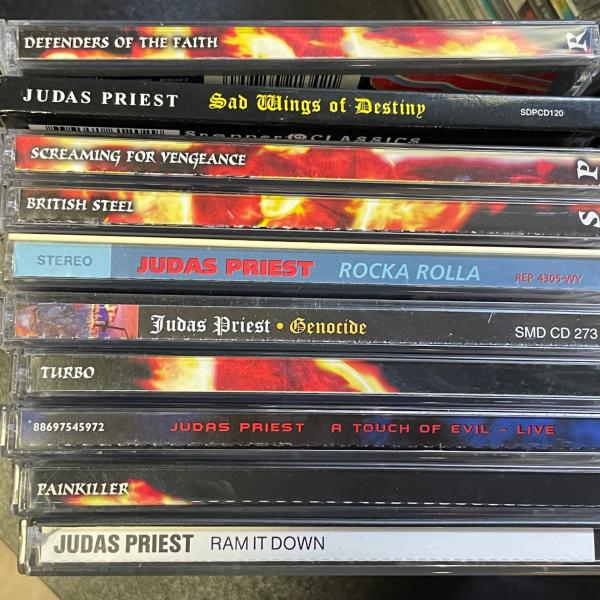 DEFENDERS OF THE FAITH R
JUDAS PRIEST Sad Wings of Destiny SDPCD120
Snapper CLASSICS
SCREAMING FOR VENGEANCE P
BRITISH STEEL S
STEREO JUDAS PRIEST ROCKA ROLLA REP 4305-WY
Judas Priest • Genocide SMD CD 273
TURBO
88697545972 JUDAS PRIEST A TOUCH OF EVIL - LIVE
PAINKILLER
JUDAS PRIEST RAM IT DOWN